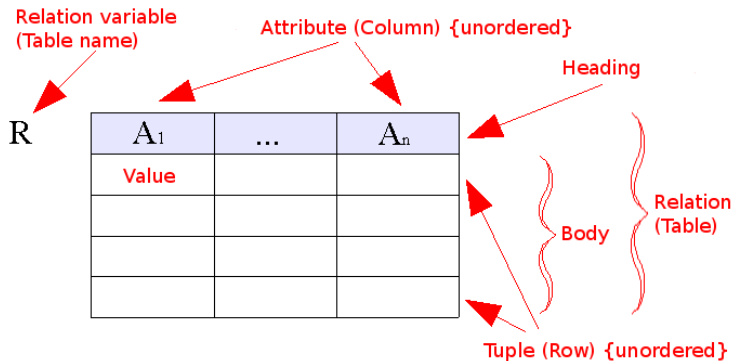 Relation variable
(Table name)
Attribute (Column) {unordered}
Heading
R
A1
...
An
Value
Relation
(Table)
Body
Tuple (Row) {unordered}